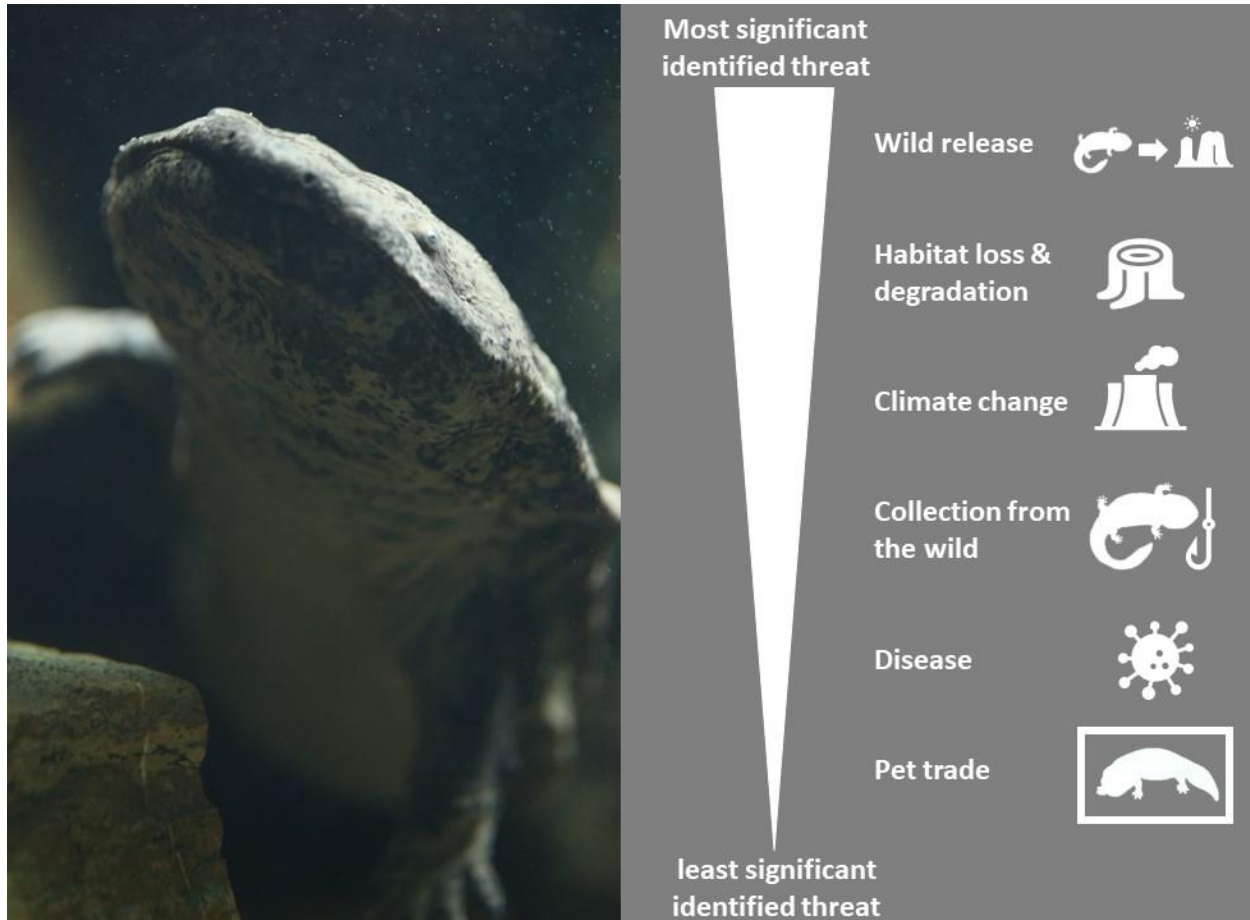 Most significant
identified threat
Wild release
Habitat loss &
degradation
Climate change
Collection from
the wild
Disease
Pet trade
least significant
identified threat